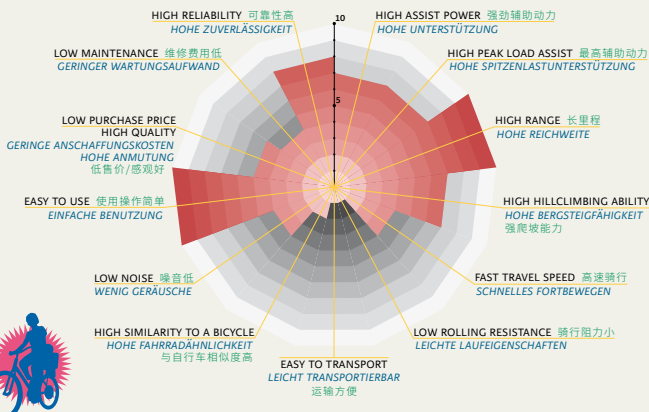 10
HIGH RELIABILITY 可靠性高
HOHE ZUVERLÄSSIGKEIT
HIGH ASSIST POWER 强劲辅助动力
HOHE UNTERSTÜTZUNG
LOW MAINTENANCE 维修费用低
GERINGER WARTUNGSAUFWAND
HIGH PEAK LOAD ASSIST 最高辅助动力
HOHE SPITZENLASTUNTERSTÜTZUNG
5
LOW PURCHASE PRICE
HIGH QUALITY
GERINGE ANSCHAFFUNGSKOSTEN
HOHE ANMUTUNG
低售价/感观好
HIGH RANGE 长里程
HOHE REICHWEITE
EASY TO USE 使用操作简单
EINFACHE BENUTZUNG
HIGH HILLCLIMBING ABILITY
HOHE BERGSTEIGFÄHIGKEIT
强爬坡能力
LOW NOISE 噪音低
WENIG GERÄUSCHE
FAST TRAVEL SPEED 高速骑行
SCHNELLES FORTBEWEGEN
HIGH SIMILARITY TO A BICYCLE
HOHE FAHRRADÄHNLICHKEIT
与自行车相似度高
LOW ROLLING RESISTANCE 骑行阻力小
LEICHTE LAUFEIGENSCHAFTEN
EASY TO TRANSPORT
LEICHT TRANSPORTIERBAR
运输方便